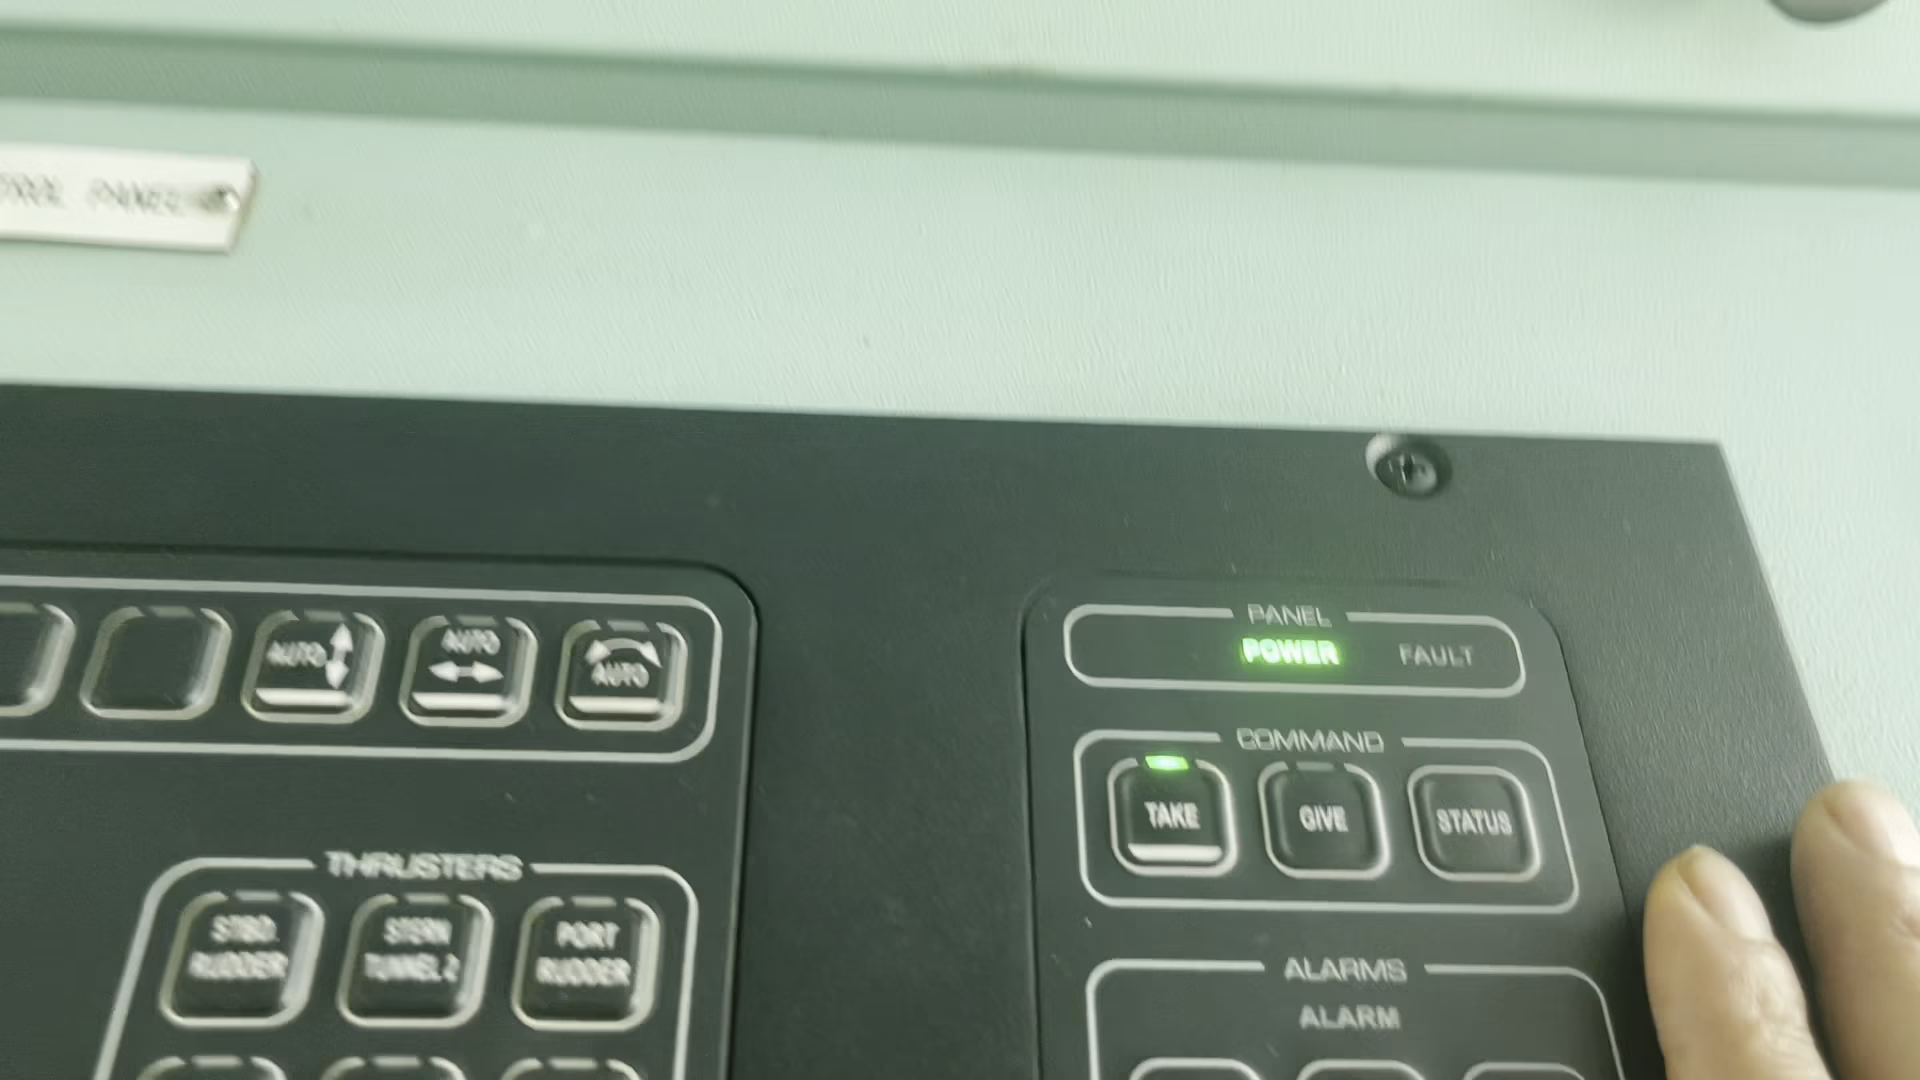 PANEL
AUTO
AUTO
AUTO
PANEL
POWER FAULT
COMMAND
TAKE
GIVE
STATUS
THRUSTERS
STBD.
RUDDER
STERN
TUNNEL 2
PORT
RUDDER
ALARMS
ALARM